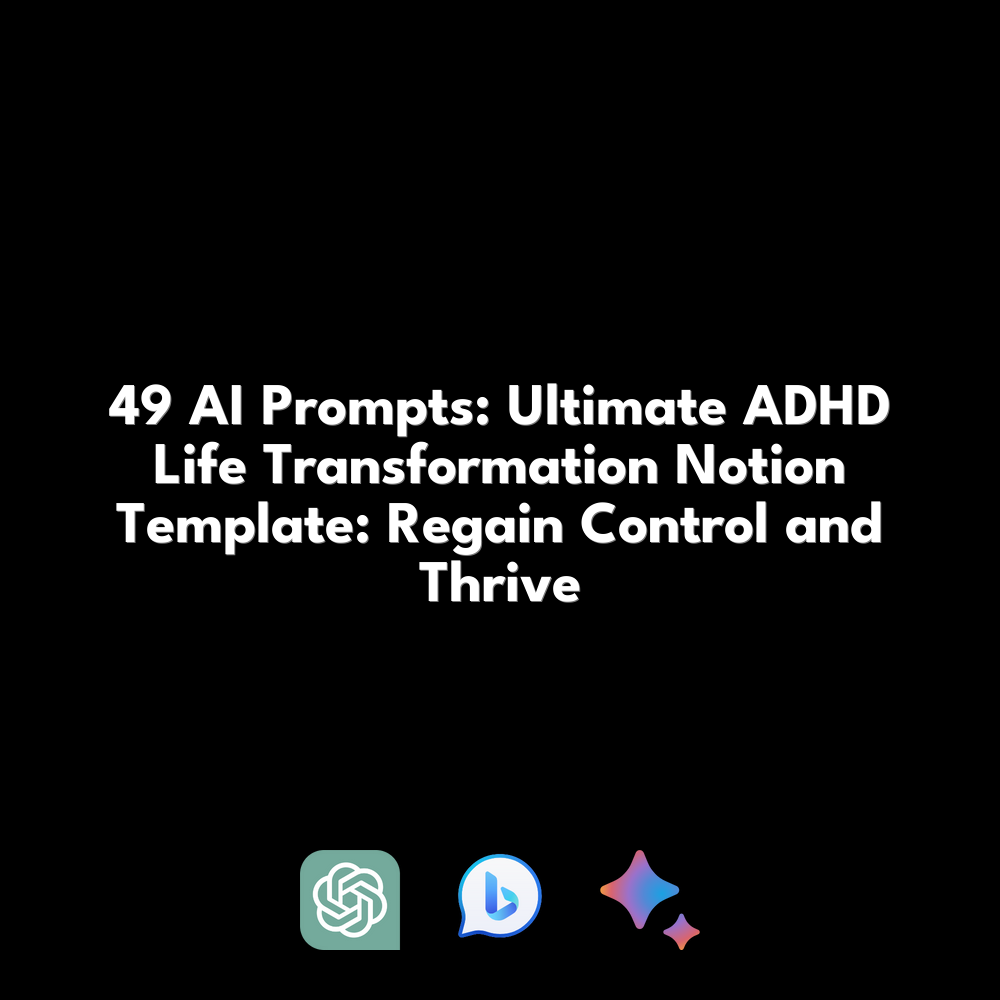 49 AI Prompts: Ultimate ADHD
Life Transformation Notion
Template: Regain Control and
Thrive